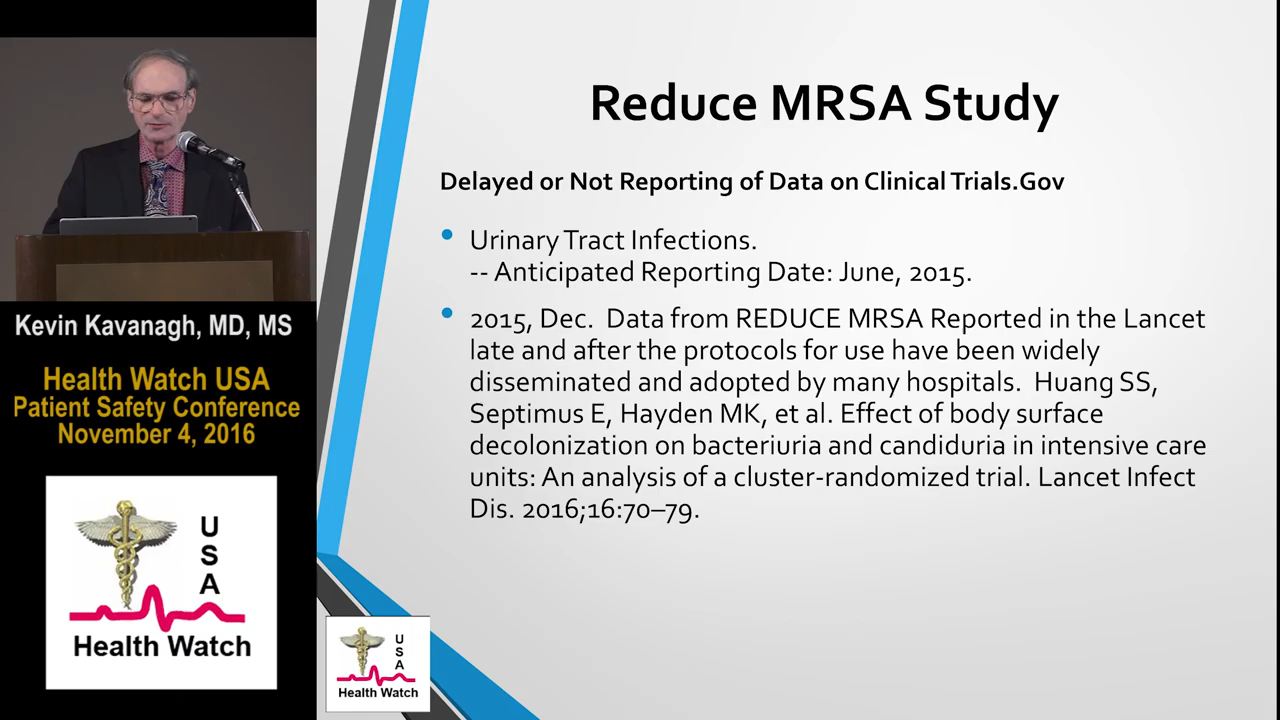 Kevin Kavanagh, MD, MS
Health Watch USA
Patient Safety Conference
November 4, 2016
U
S
A
Health Watch
Reduce MRSA Study
Delayed or Not Reporting of Data on Clinical Trials.Gov
• Urinary Tract Infections.
-- Anticipated Reporting Date: June, 2015.
• 2015, Dec. Data from REDUCE MRSA Reported in the Lancet
late and after the protocols for use have been widely
disseminated and adopted by many hospitals. Huang SS,
Septimus E, Hayden MK, et al. Effect of body surface
decolonization on bacteriuria and candiduria in intensive care
units: An analysis of a cluster-randomized trial. Lancet Infect
Dis. 2016;16:70–79.
U
S
A
Health Watch